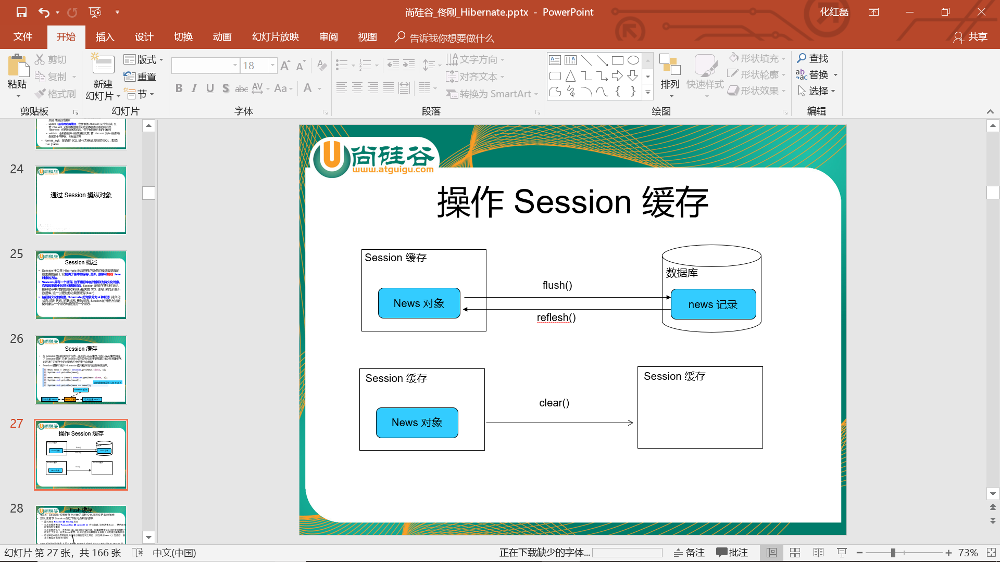 尚硅谷_佟刚_Hibernate.pptx - PowerPoint
化红磊
文件
开始
插入
设计
切换
动画
幻灯片放映
审阅
视图
告诉我你想要做什么
共享
粘贴
剪切
复制
格式刷
剪贴板
新建
幻灯片
版式
重置
节
幻灯片
18
字体
文字方向
对齐文本
转换为 SmartArt
段落
排列
快速样式
形状填充
形状轮廓
形状效果
绘图
查找
替换
选择
编辑
24
通过 Session 操纵对象
25
Session 概述
26
Session 缓存
27
操作 Session 缓存
28
flush 缓存
尚硅谷
www.atguigu.com
操作 Session 缓存
Session 缓存
News 对象
flush()
reflesh()
数据库
news 记录
Session 缓存
News 对象
clear()
Session 缓存
幻灯片 第 27 张，共 166 张
中文(中国)
正在下载缺少的字体...
备注
批注
73%